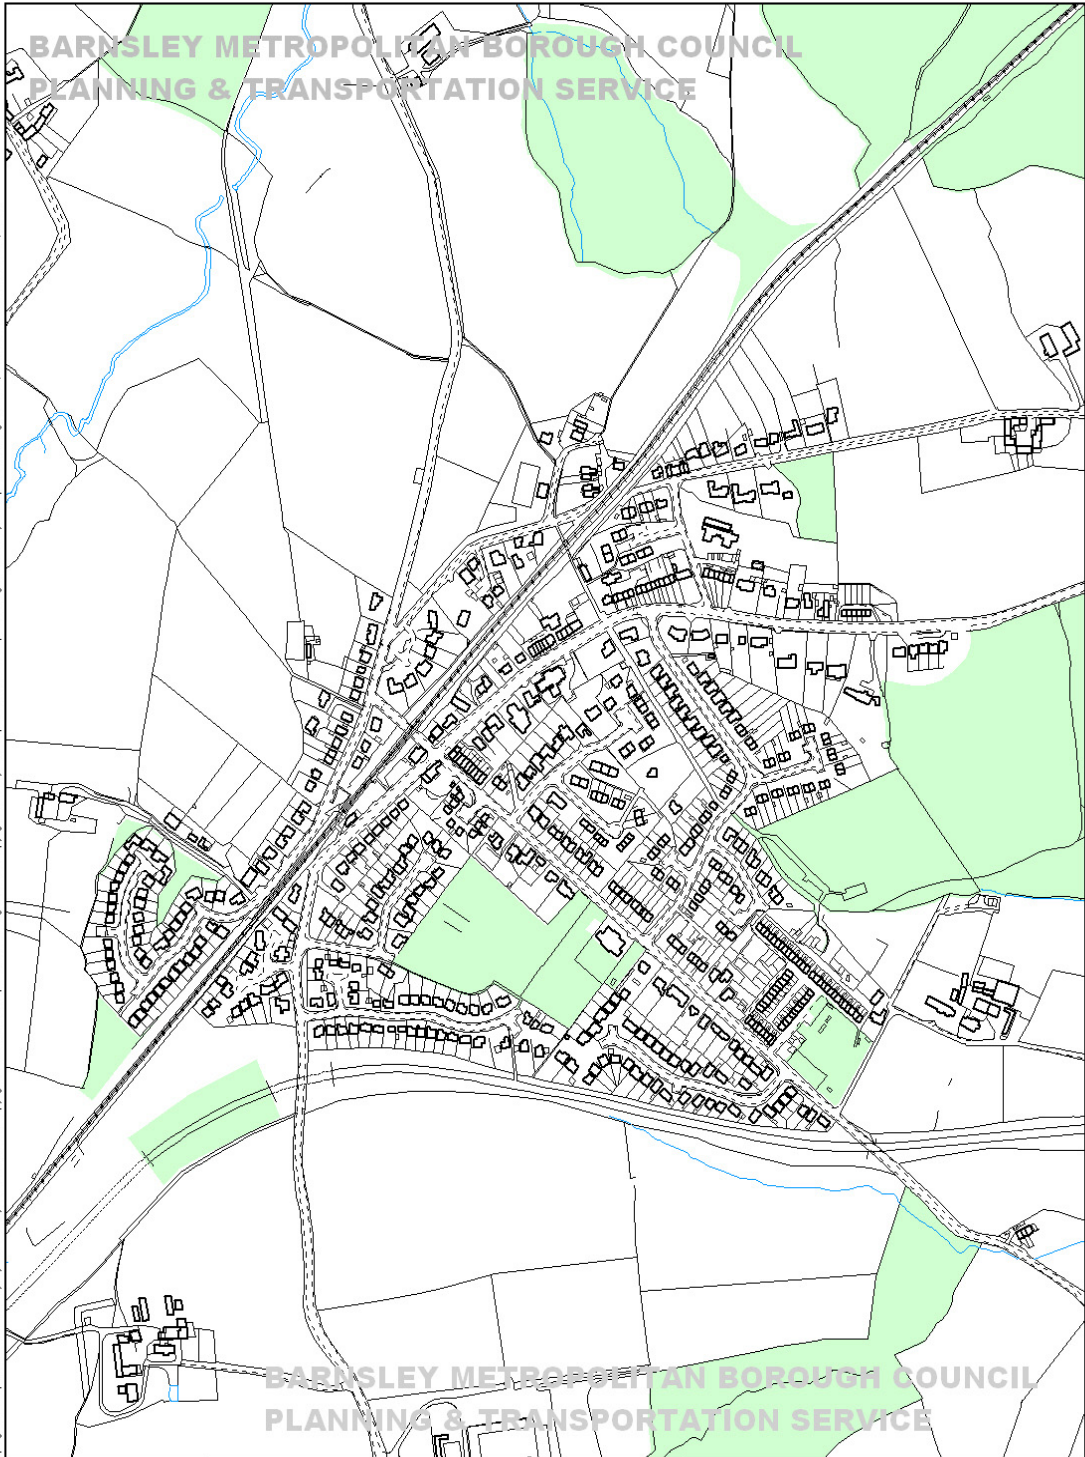 BARNSLEY METROPOLITAN BOROUGH COUNCIL
PLANNING & TRANSPORTATION SERVICE
BARNSLEY METROPOLITAN BOROUGH COUNCIL
PLANNING & TRANSPORTATION SERVICE